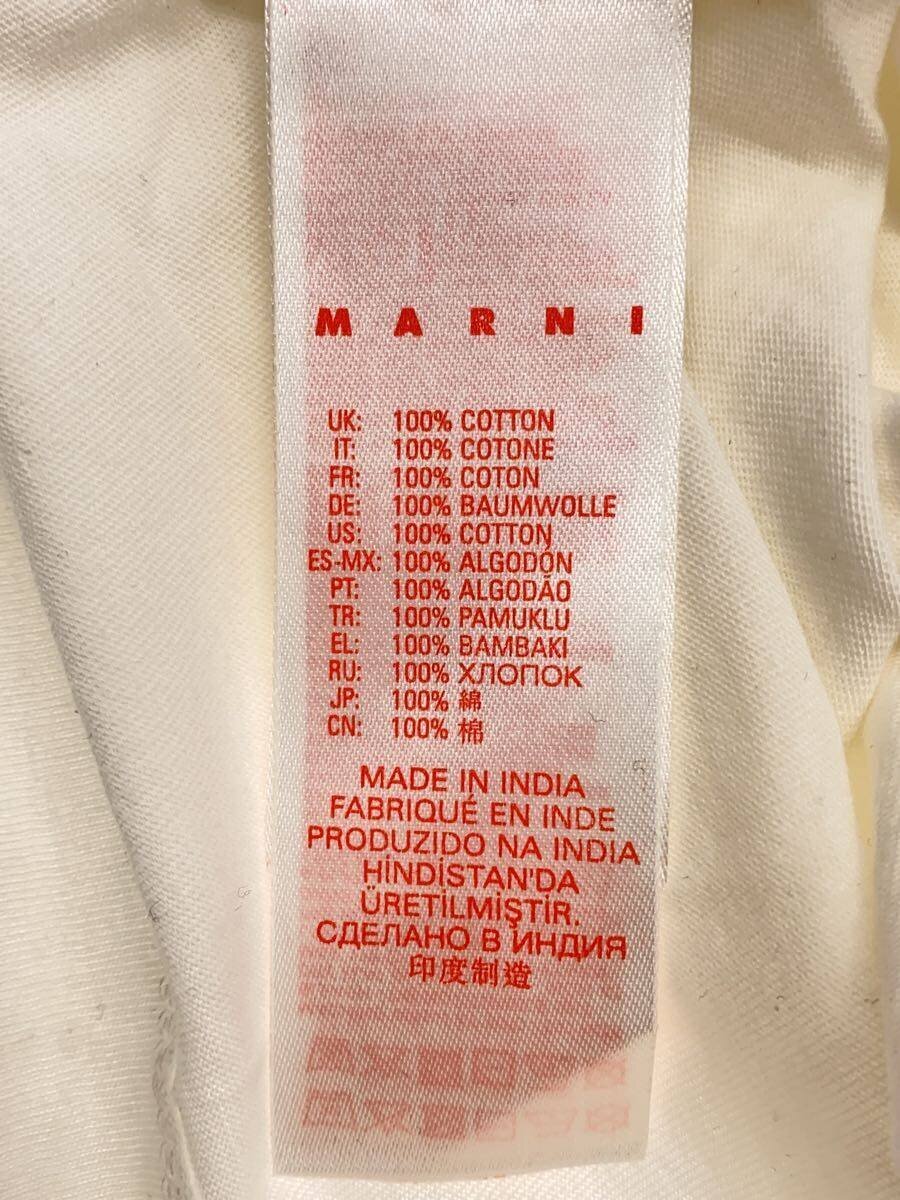 MARNI
UK: 100% COTTON
IT: 100% COTONE
FR: 100% COTON
DE: 100% BAUMWOLLE
US: 100% COTTON
ES-MX: 100% ALGODÓN
PT: 100% ALGODÃO
TR: 100% PAMUKLU
EL: 100% BAMBAKI
RU: 100% ХЛОПОК
JP: 100% 綿
CN: 100% 棉
MADE IN INDIA
FABRIQUÉ EN INDE
PRODUZIDO NA INDIA
HİNDİSTAN'DA
ÜRETİLMİŞTİR.
СДЕЛАНО В ИНДИЯ
印度制造